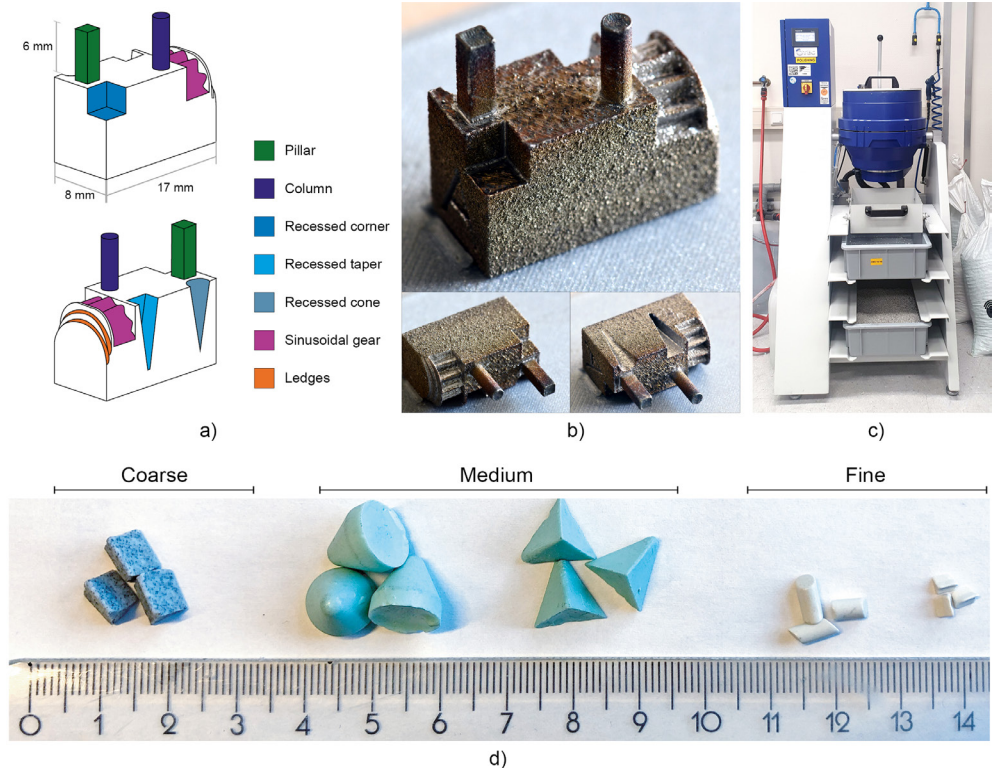 6 mm
8 mm
17 mm
Pillar
Column
Recessed corner
Recessed taper
Recessed cone
Sinusoidal gear
Ledges
a)
b)
c)
Coarse
Medium
Fine
0 1 2 3 4 5 6 7 8 9 10 11 12 13 14
d)